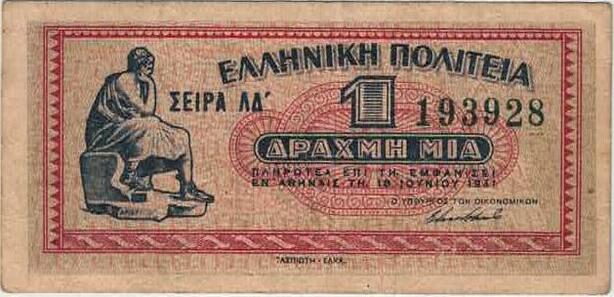 ΕΛΛΗΝΙΚΗ ΠΟΛΙΤΕΙΑ
ΣΕΙΡΑ ΛΔ'
1 193928
ΔΡΑΧΜΗ ΜΙΑ
ΠΛΗΡΩΤΕΑ ΕΠΙ ΤΗ ΕΜΦΑΝΙΣΕΙ
ΕΝ ΑΘΗΝΑΙΣ ΤΗ 18 ΙΟΥΝΙΟΥ 1941
Ο ΥΠΟΥΡΓΟΣ ΤΩΝ ΟΙΚΟΝΟΜΙΚΩΝ